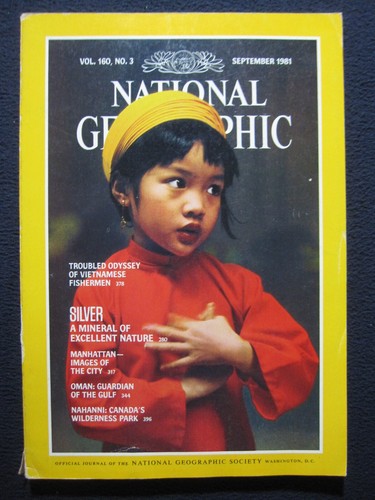 VOL. 160, NO. 3 SEPTEMBER 1981
NATIONAL
GEOGRAPHIC
TROUBLED ODYSSEY
OF VIETNAMESE
FISHERMEN 378
SILVER
A MINERAL OF
EXCELLENT NATURE 280
MANHATTAN—
IMAGES OF
THE CITY 317
OMAN: GUARDIAN
OF THE GULF 344
NAHANNI: CANADA'S
WILDERNESS PARK 396
OFFICIAL JOURNAL OF THE NATIONAL GEOGRAPHIC SOCIETY WASHINGTON, D.C.